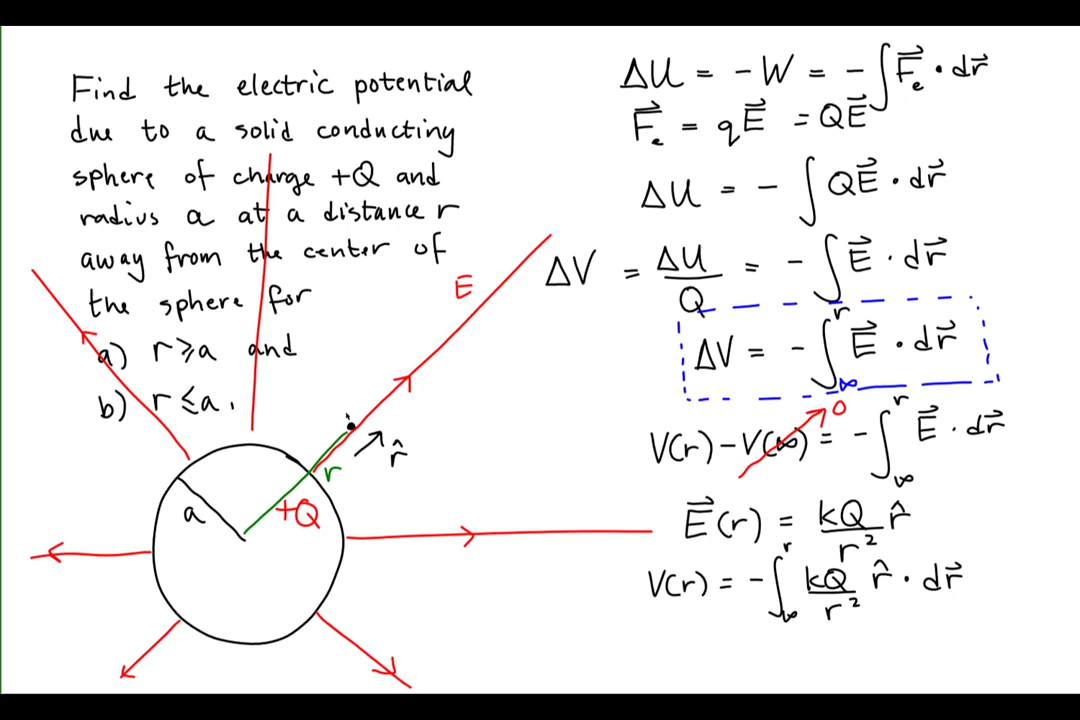 Find the electric potential
due to a solid conducting
sphere of charge +Q and
radius a at a distance r
away from the center of
the sphere for
a) r ⩾ a and
b) r ≤ a.
E
r
r̂
a
+Q
ΔU = -W = -∫F⃗e · dr⃗
F⃗e = qE⃗ = QE⃗
ΔU = - ∫ QE⃗ · dr⃗
ΔV = ΔU/Q = - ∫ E⃗ · dr⃗
ΔV = - ∫_∞^r E⃗ · dr⃗
V(r) - V(∞) = - ∫_∞^r E⃗ · dr⃗
0
E⃗(r) = kQ/r² r̂
V(r) = - ∫_∞^r kQ/r² r̂ · dr⃗